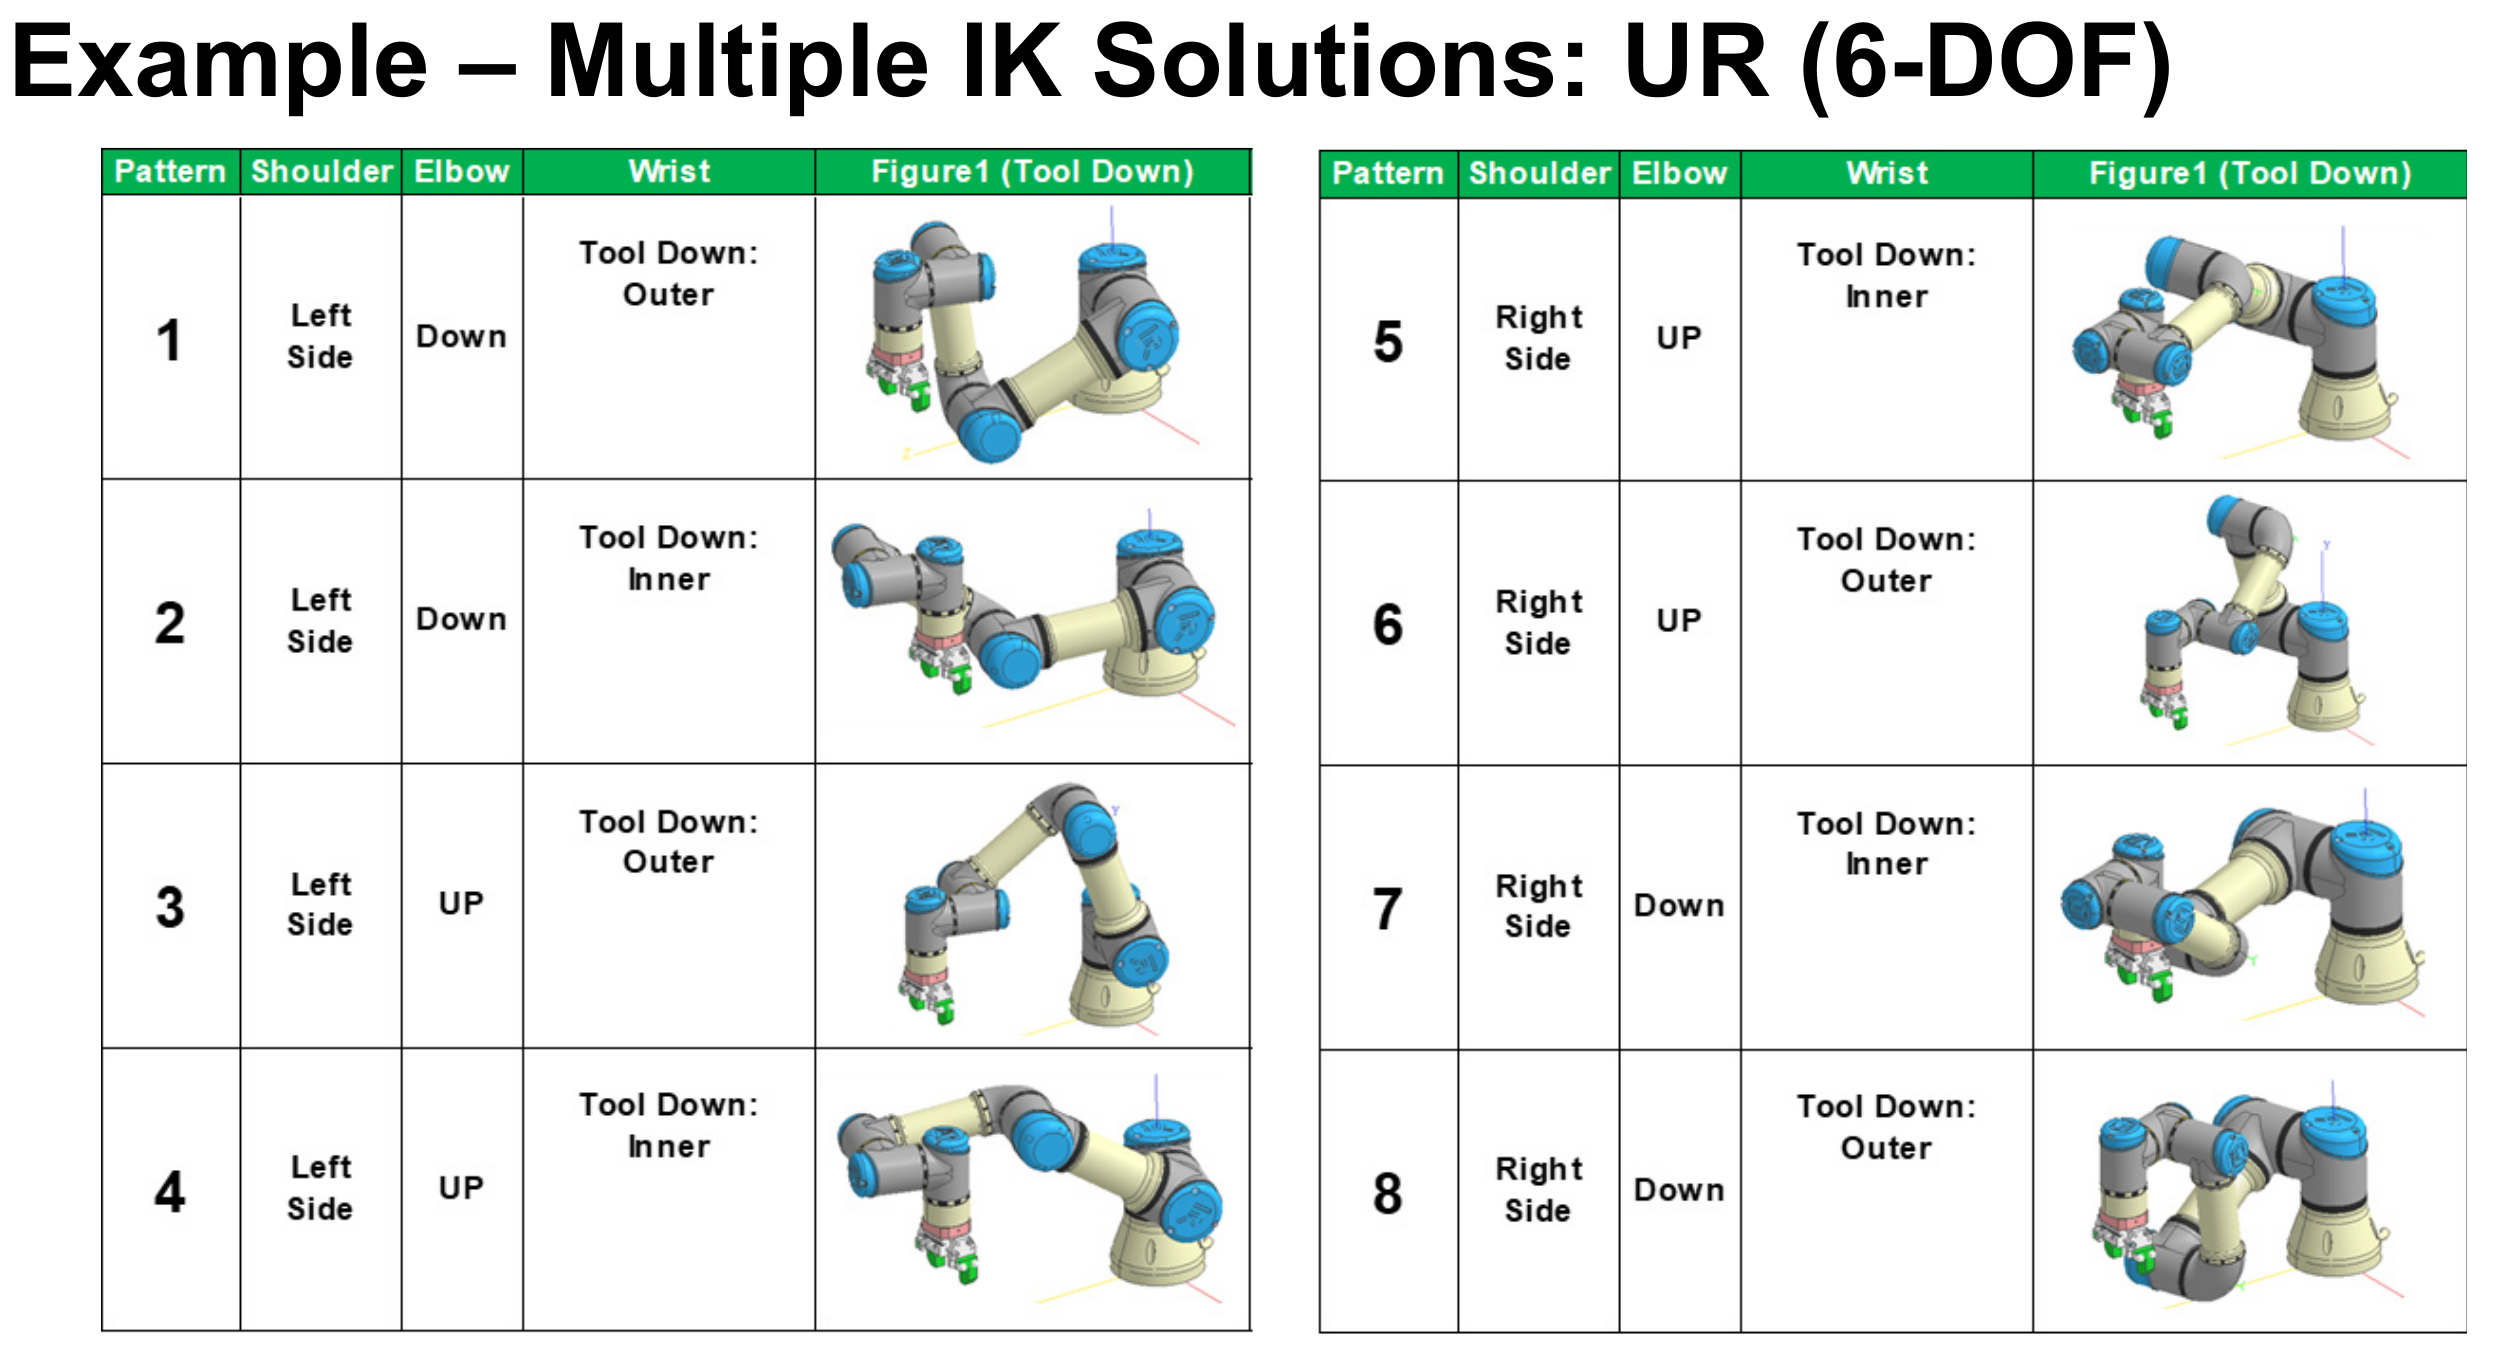 Example – Multiple IK Solutions: UR (6-DOF)
Pattern Shoulder Elbow Wrist Figure1 (Tool Down)
1 Left Side Down Tool Down: Outer
Z
2 Left Side Down Tool Down: Inner
3 Left Side UP Tool Down: Outer
Y
4 Left Side UP Tool Down: Inner
Pattern Shoulder Elbow Wrist Figure1 (Tool Down)
5 Right Side UP Tool Down: Inner
6 Right Side UP Tool Down: Outer
Y
7 Right Side Down Tool Down: Inner
Y
8 Right Side Down Tool Down: Outer
Y